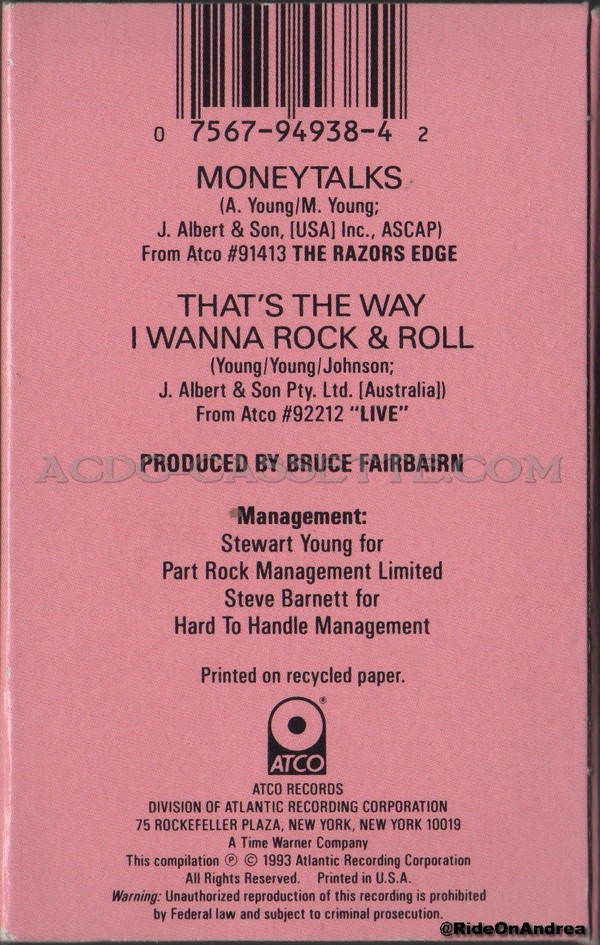 0 7567-94938-4 2
MONEYTALKS
(A. Young/M. Young;
J. Albert & Son, [USA] Inc., ASCAP)
From Atco #91413 THE RAZORS EDGE
THAT'S THE WAY
I WANNA ROCK & ROLL
(Young/Young/Johnson;
J. Albert & Son Pty. Ltd. [Australia])
From Atco #92212 "LIVE"
PRODUCED BY BRUCE FAIRBAIRN
ACDC-CASSETTE.COM
Management:
Stewart Young for
Part Rock Management Limited
Steve Barnett for
Hard To Handle Management
Printed on recycled paper.
®
ATCO
ATCO RECORDS
DIVISION OF ATLANTIC RECORDING CORPORATION
75 ROCKEFELLER PLAZA, NEW YORK, NEW YORK 10019
A Time Warner Company
This compilation ℗ © 1993 Atlantic Recording Corporation
All Rights Reserved. Printed in U.S.A.
Warning: Unauthorized reproduction of this recording is prohibited
by Federal law and subject to criminal prosecution.
@RideOnAndrea